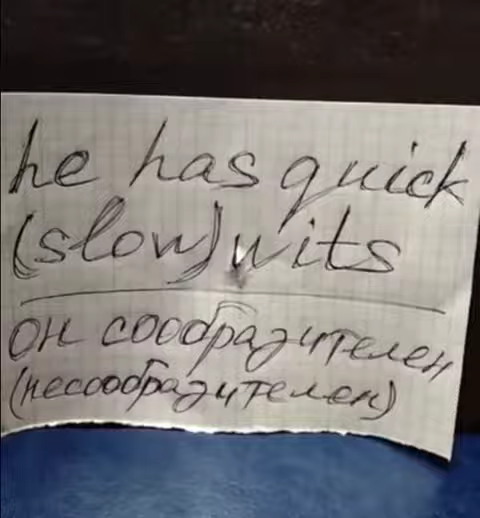 he has quick
(slow) wits
он сообразителен
(несообразителен)